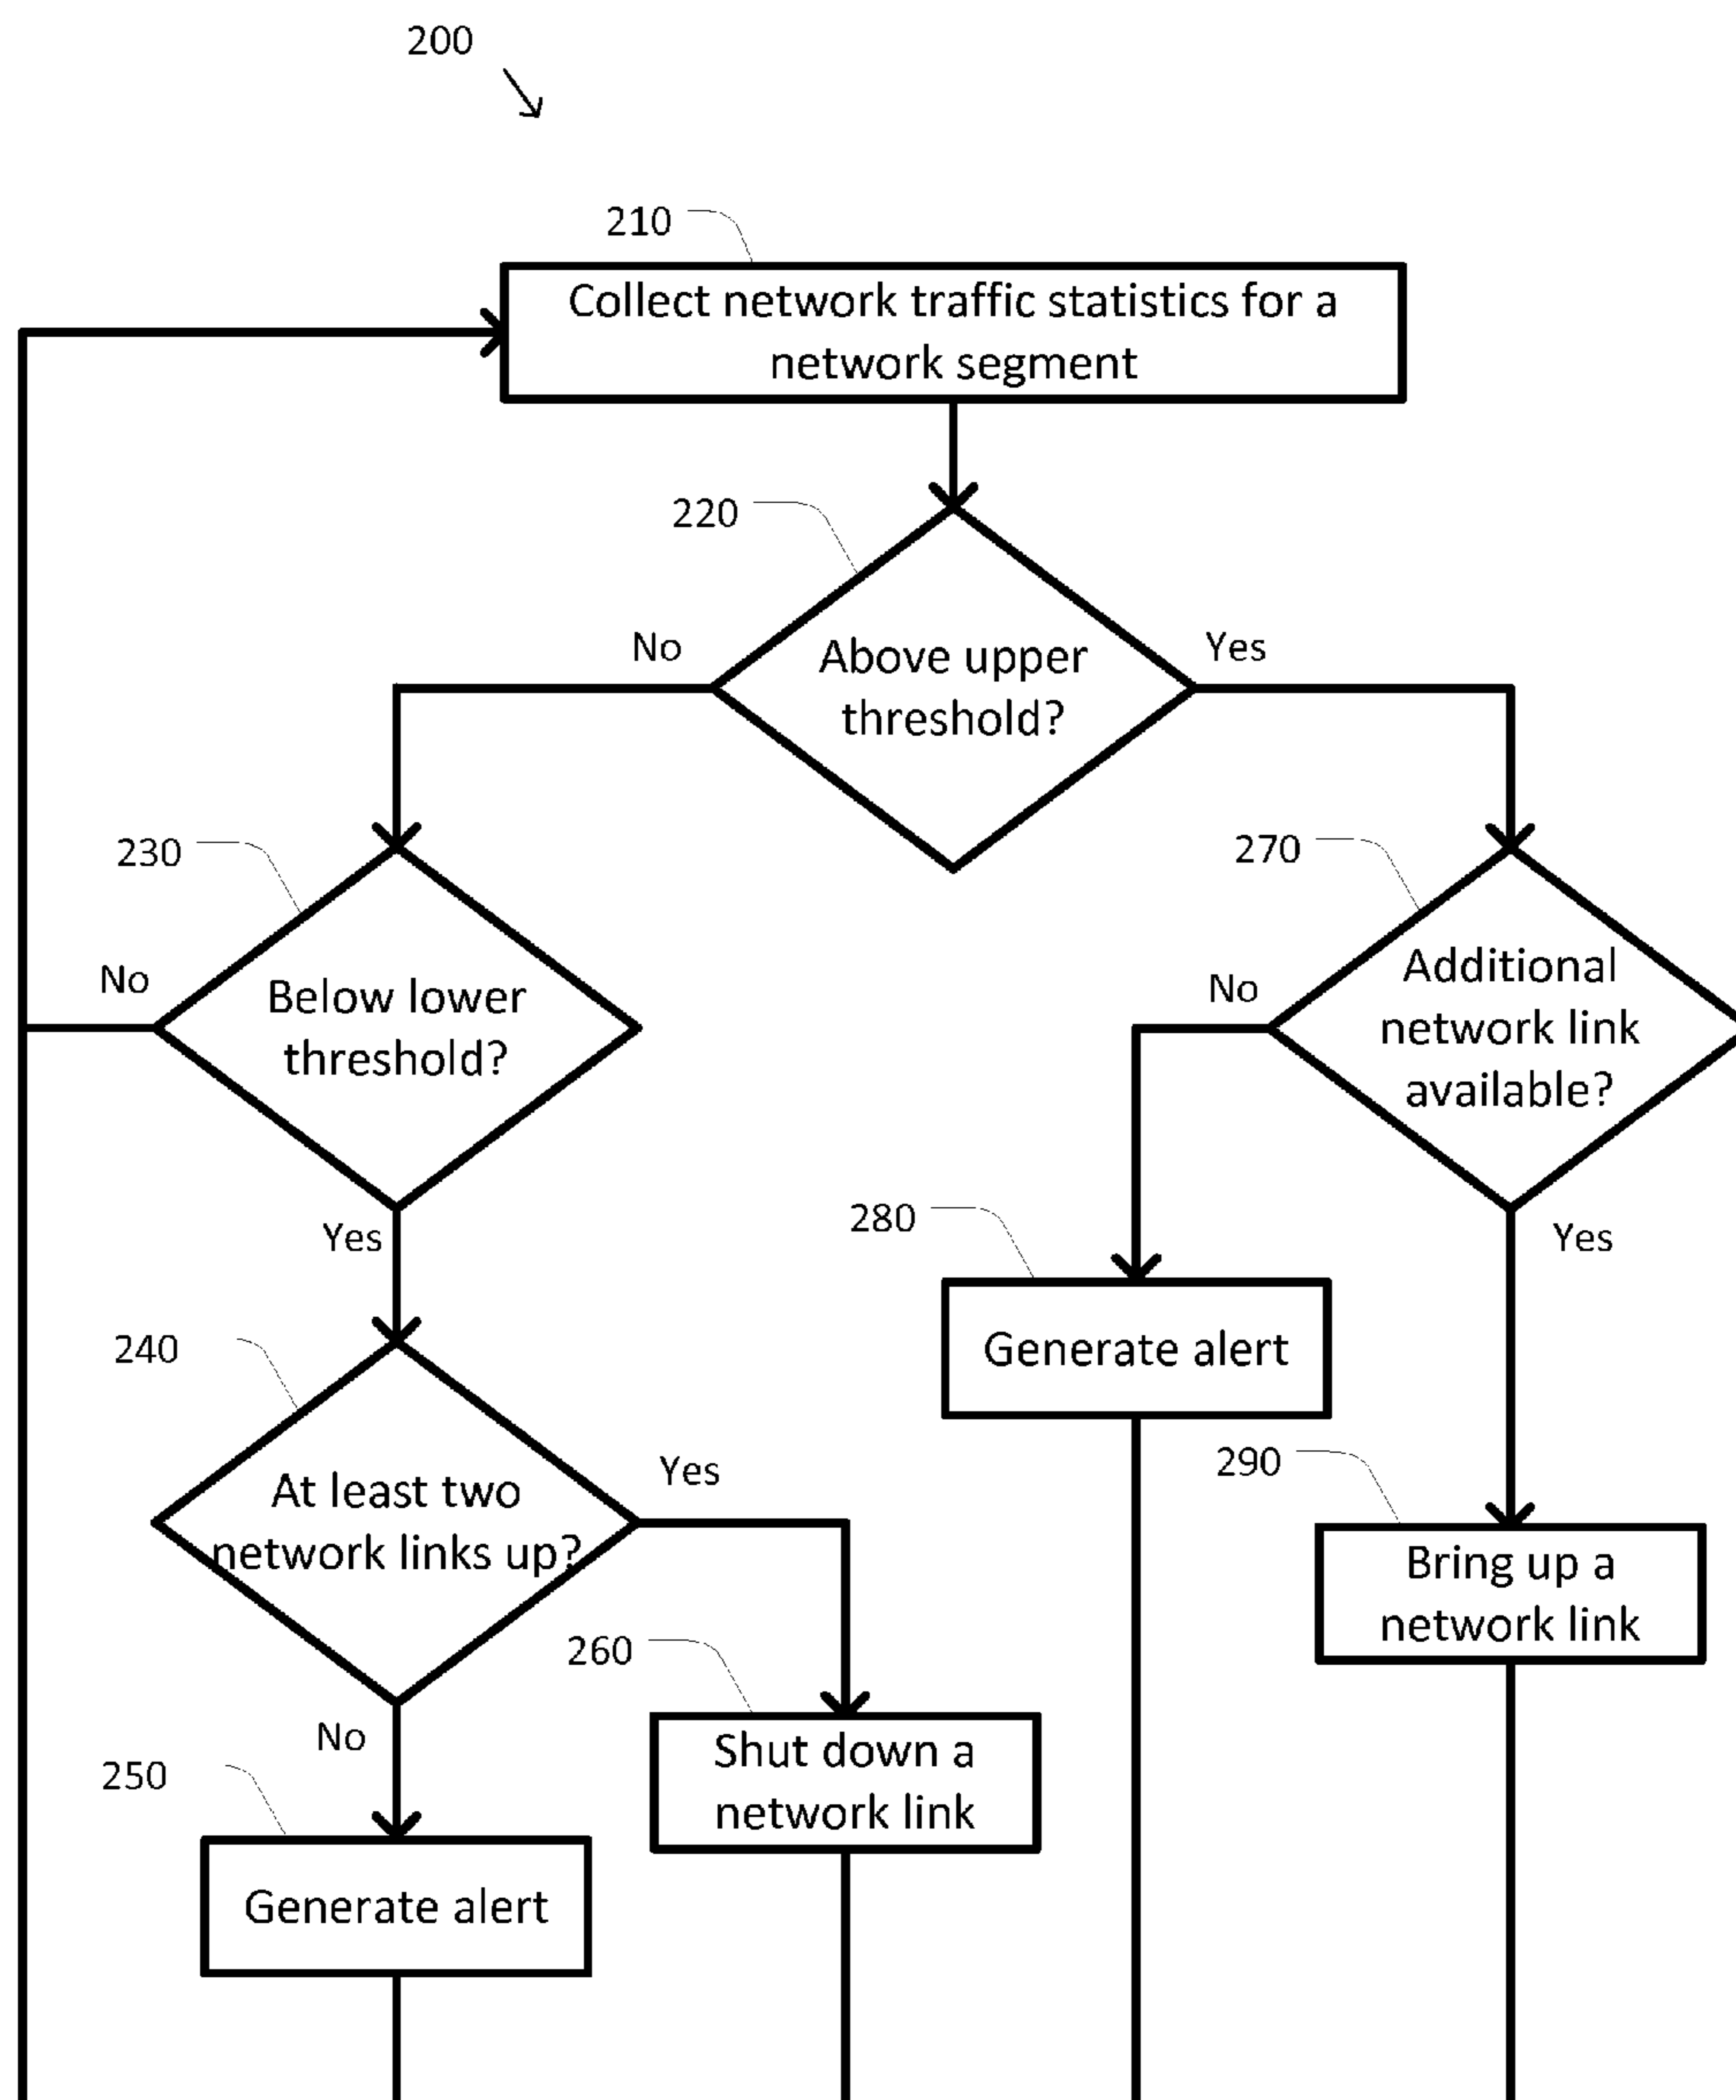 200
210
Collect network traffic statistics for a
network segment
220
No
Above upper
threshold?
Yes
230
No
Below lower
threshold?
Yes
270
No
Additional
network link
available?
Yes
280
Generate alert
240
At least two
network links up?
Yes
290
Bring up a
network link
260
Shut down a
network link
No
250
Generate alert